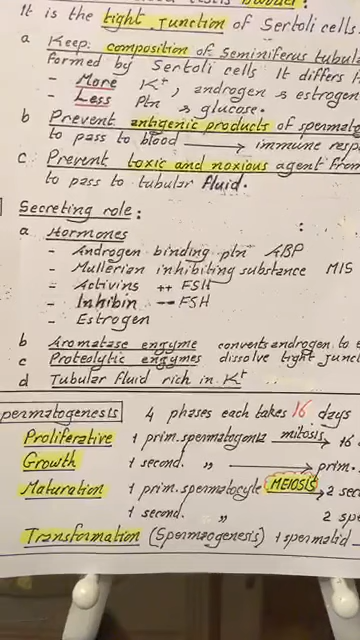 It is the tight Junction of Sertoli cells.
a Keep: composition of Seminiferus tubula
formed by Sertoli cells It differs
- More K+, androgen & estrogen
- Less Ptn & glucose.
b Prevent antigenic products of spermat
to pass to blood → immune resp
c Prevent toxic and noxious agent from
to pass to tubular fluid.
Secreting role:
a Hormones
- Androgen binding ptn ABP
- Mullerian inhibiting substance MIS
- Activins ++ FSH
- Inhibin -- FSH
- Estrogen
b Aromatase enzyme converts androgen to e
c Proteolytic enzymes dissolve tight junc
d Tubular fluid rich in K+
permatogenesis 4 phases each takes 16 days
Proliferative 1 prim. spermatogonia mitosis → 16
Growth 1 second. " → prim.
Maturation 1 prim. spermatocyte MEIOSIS → 2 sec
1 second. " 2 spe
Transformation (Spermeogenesis) 1 spermatid